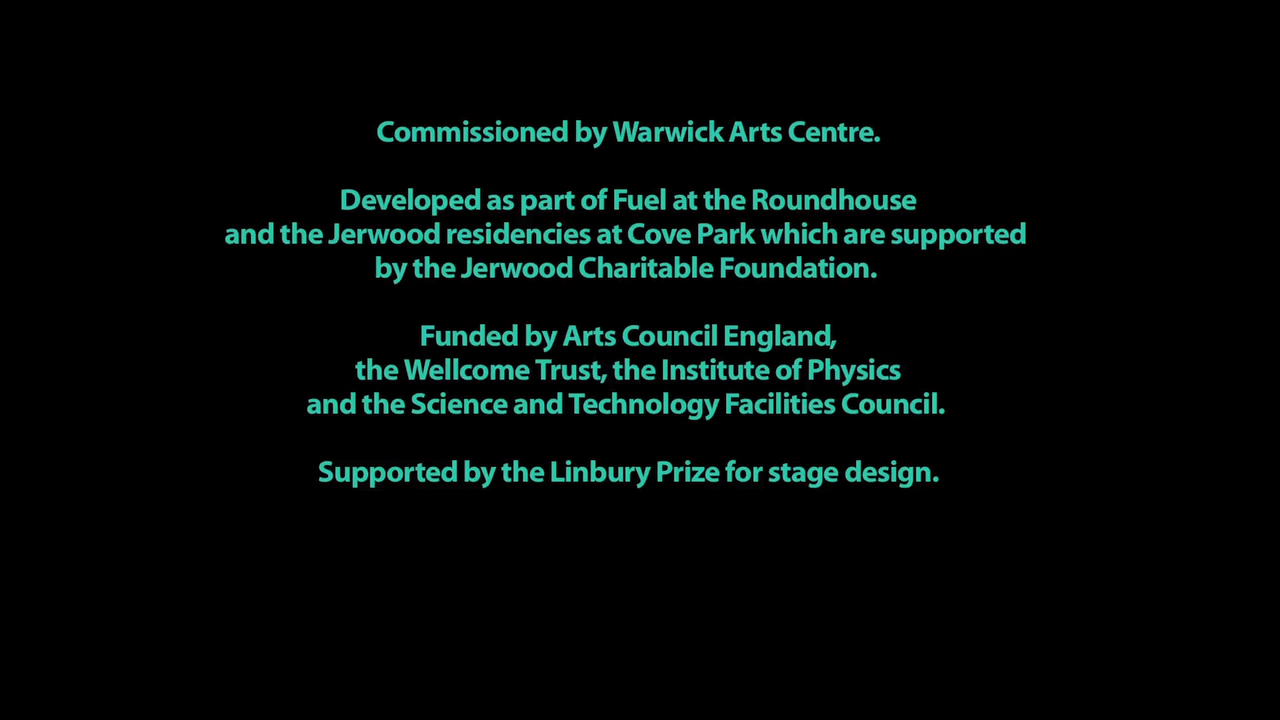 Commissioned by Warwick Arts Centre.
Developed as part of Fuel at the Roundhouse
and the Jerwood residencies at Cove Park which are supported
by the Jerwood Charitable Foundation.
Funded by Arts Council England,
the Wellcome Trust, the Institute of Physics
and the Science and Technology Facilities Council.
Supported by the Linbury Prize for stage design.